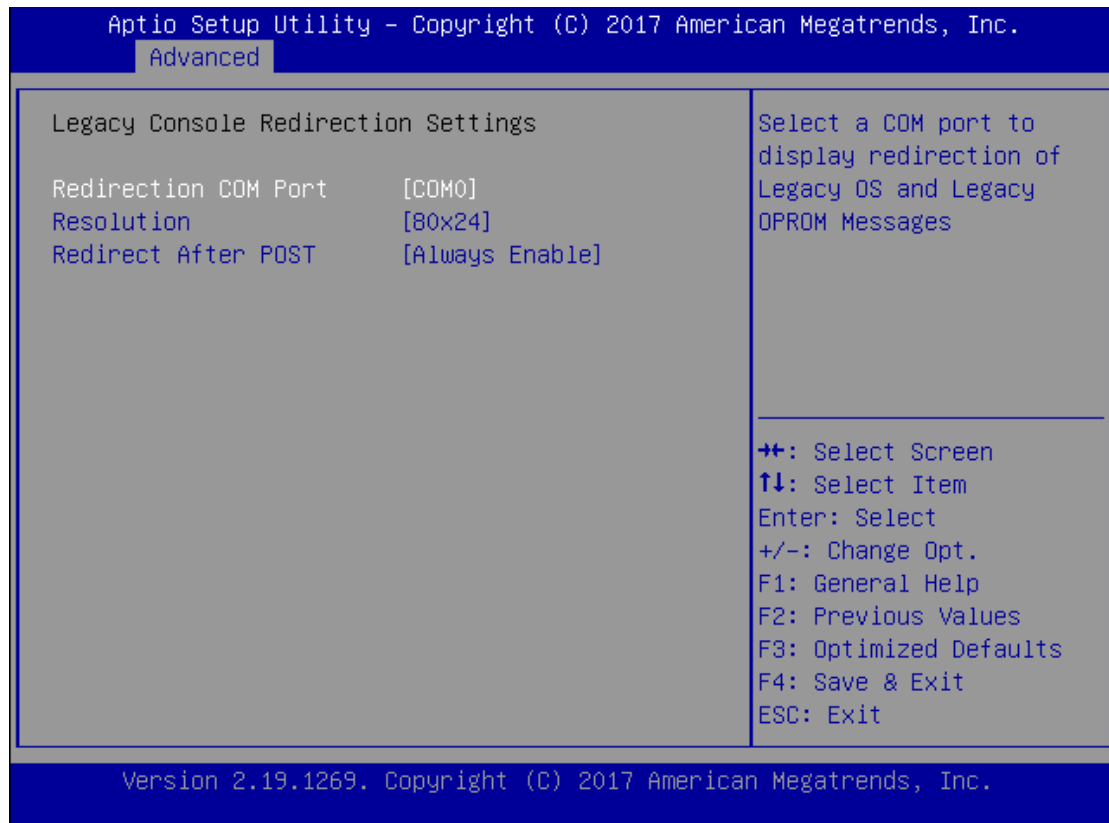 Aptio Setup Utility – Copyright (C) 2017 American Megatrends, Inc.
Advanced
Legacy Console Redirection Settings
Redirection COM Port [COM0]
Resolution [80x24]
Redirect After POST [Always Enable]
Select a COM port to
display redirection of
Legacy OS and Legacy
OPROM Messages
→←: Select Screen
↑↓: Select Item
Enter: Select
+/-: Change Opt.
F1: General Help
F2: Previous Values
F3: Optimized Defaults
F4: Save & Exit
ESC: Exit
Version 2.19.1269. Copyright (C) 2017 American Megatrends, Inc.